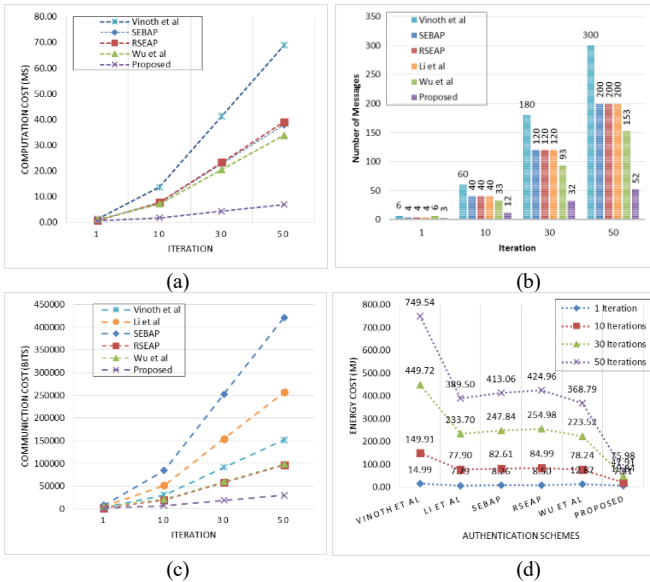 Vinoth et al
SEBAP
RSEAP
Wu et al
Proposed
COMPUTATION COST(MS)
80.00
70.00
60.00
50.00
40.00
30.00
20.00
10.00
0.00
1 10 30 50
ITERATION
(a)
Vinoth et al
SEBAP
RSEAP
Li et al
Wu et al
Proposed
Number of Messages
300
250
200
150
100
50
0
6 4 4 4 6 3
60 40 40 40 33 12
180 120 120 120 93 32
300 200 200 200 153 52
1 10 30 50
Iteration
(b)
Vinoth et al
Li et al
SEBAP
RSEAP
Wu et al
Proposed
COMMUNICTION COST(BITS)
450000
400000
350000
300000
250000
200000
150000
100000
50000
0
1 10 30 50
ITERATION
(c)
1 Iteration
10 Iterations
30 Iterations
50 Iterations
ENERGY COST(MJ)
800.00
700.00
600.00
500.00
400.00
300.00
200.00
100.00
0.00
749.54
389.50 413.06 424.96 368.79 75.98
449.72 233.70 247.84 254.98 223.52
149.91 77.90 82.61 84.99 78.24
14.99 12.87
VINOTH ET AL
LI ET AL
SEBAP
RSEAP
WU ET AL
PROPOSED
AUTHENTICATION SCHEMES
(d)